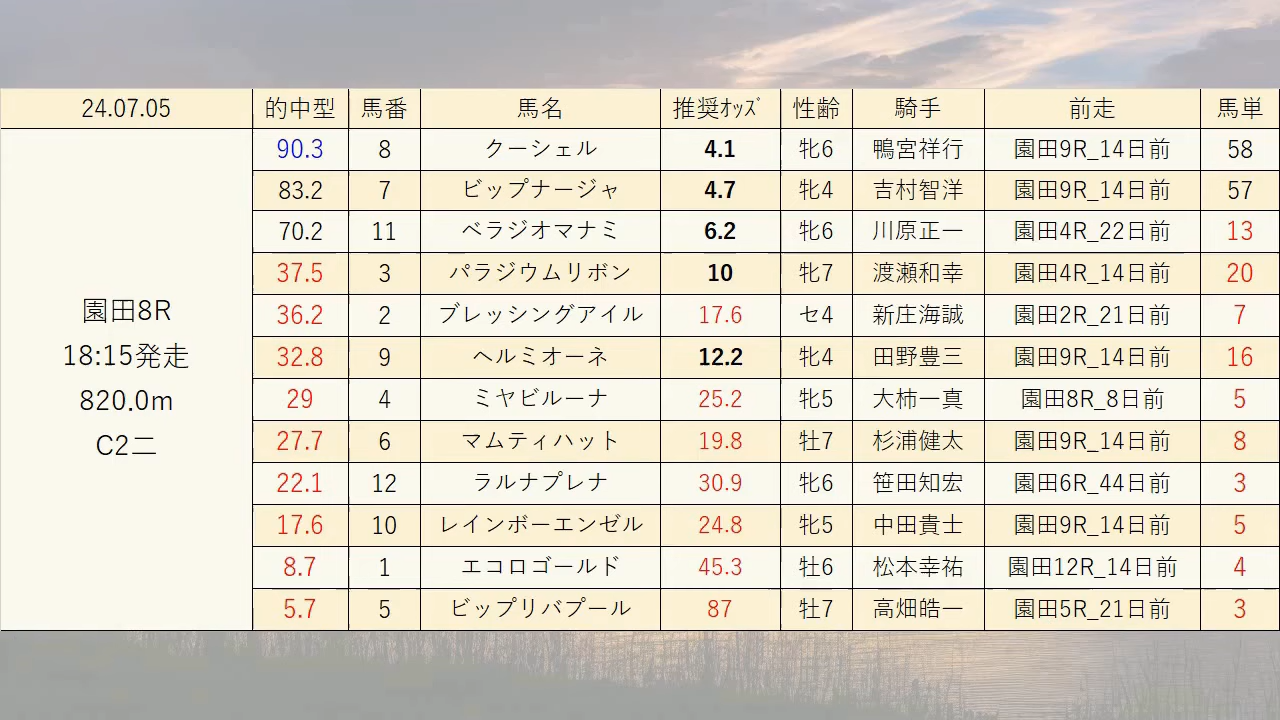 24.07.05 的中型 馬番 馬名 推奨ｵｯｽﾞ 性齢 騎手 前走 馬単
90.3 8 クーシェル 4.1 牝6 鴨宮祥行 園田9R_14日前 58
83.2 7 ビップナージャ 4.7 牝4 吉村智洋 園田9R_14日前 57
70.2 11 ベラジオマナミ 6.2 牝6 川原正一 園田4R_22日前 13
37.5 3 パラジウムリボン 10 牝7 渡瀬和幸 園田4R_14日前 20
36.2 2 ブレッシングアイル 17.6 セ4 新庄海誠 園田2R_21日前 7
32.8 9 ヘルミオーネ 12.2 牝4 田野豊三 園田9R_14日前 16
29 4 ミヤビルーナ 25.2 牝5 大柿一真 園田8R_8日前 5
27.7 6 マムティハット 19.8 牡7 杉浦健太 園田9R_14日前 8
22.1 12 ラルナプレナ 30.9 牝6 笹田知宏 園田6R_44日前 3
17.6 10 レインボーエンゼル 24.8 牝5 中田貴士 園田9R_14日前 5
8.7 1 エコロゴールド 45.3 牡6 松本幸祐 園田12R_14日前 4
5.7 5 ビップリバプール 87 牡7 高畑皓一 園田5R_21日前 3
園田8R
18:15発走
820.0m
C2二